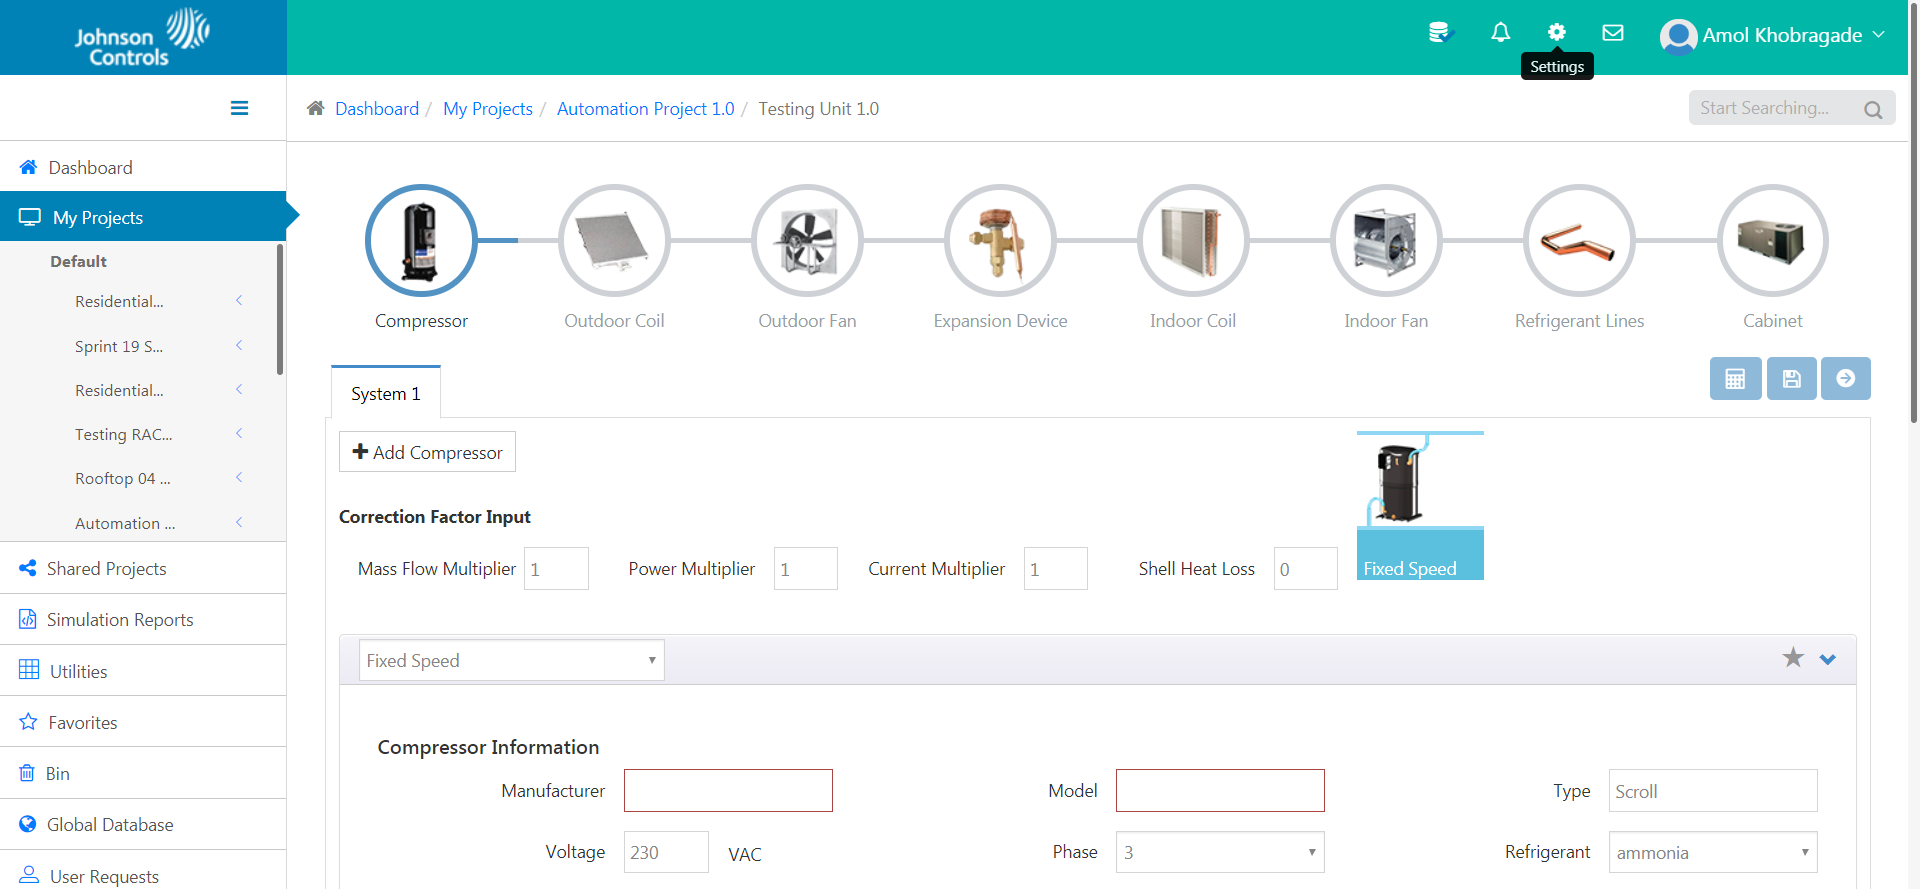 Johnson
Controls
Amol Khobragade
Settings
Dashboard / My Projects / Automation Project 1.0 / Testing Unit 1.0
Start Searching...
Dashboard
My Projects
Default
Residential...
Sprint 19 S...
Residential...
Testing RAC...
Rooftop 04 ...
Automation ...
Shared Projects
Simulation Reports
Utilities
Favorites
Bin
Global Database
User Requests
Compressor
Outdoor Coil
Outdoor Fan
Expansion Device
Indoor Coil
Indoor Fan
Refrigerant Lines
Cabinet
System 1
Add Compressor
Correction Factor Input
Mass Flow Multiplier 1
Power Multiplier 1
Current Multiplier 1
Shell Heat Loss 0
Fixed Speed
Fixed Speed
Compressor Information
Manufacturer
Model
Type Scroll
Voltage 230 VAC
Phase 3
Refrigerant ammonia